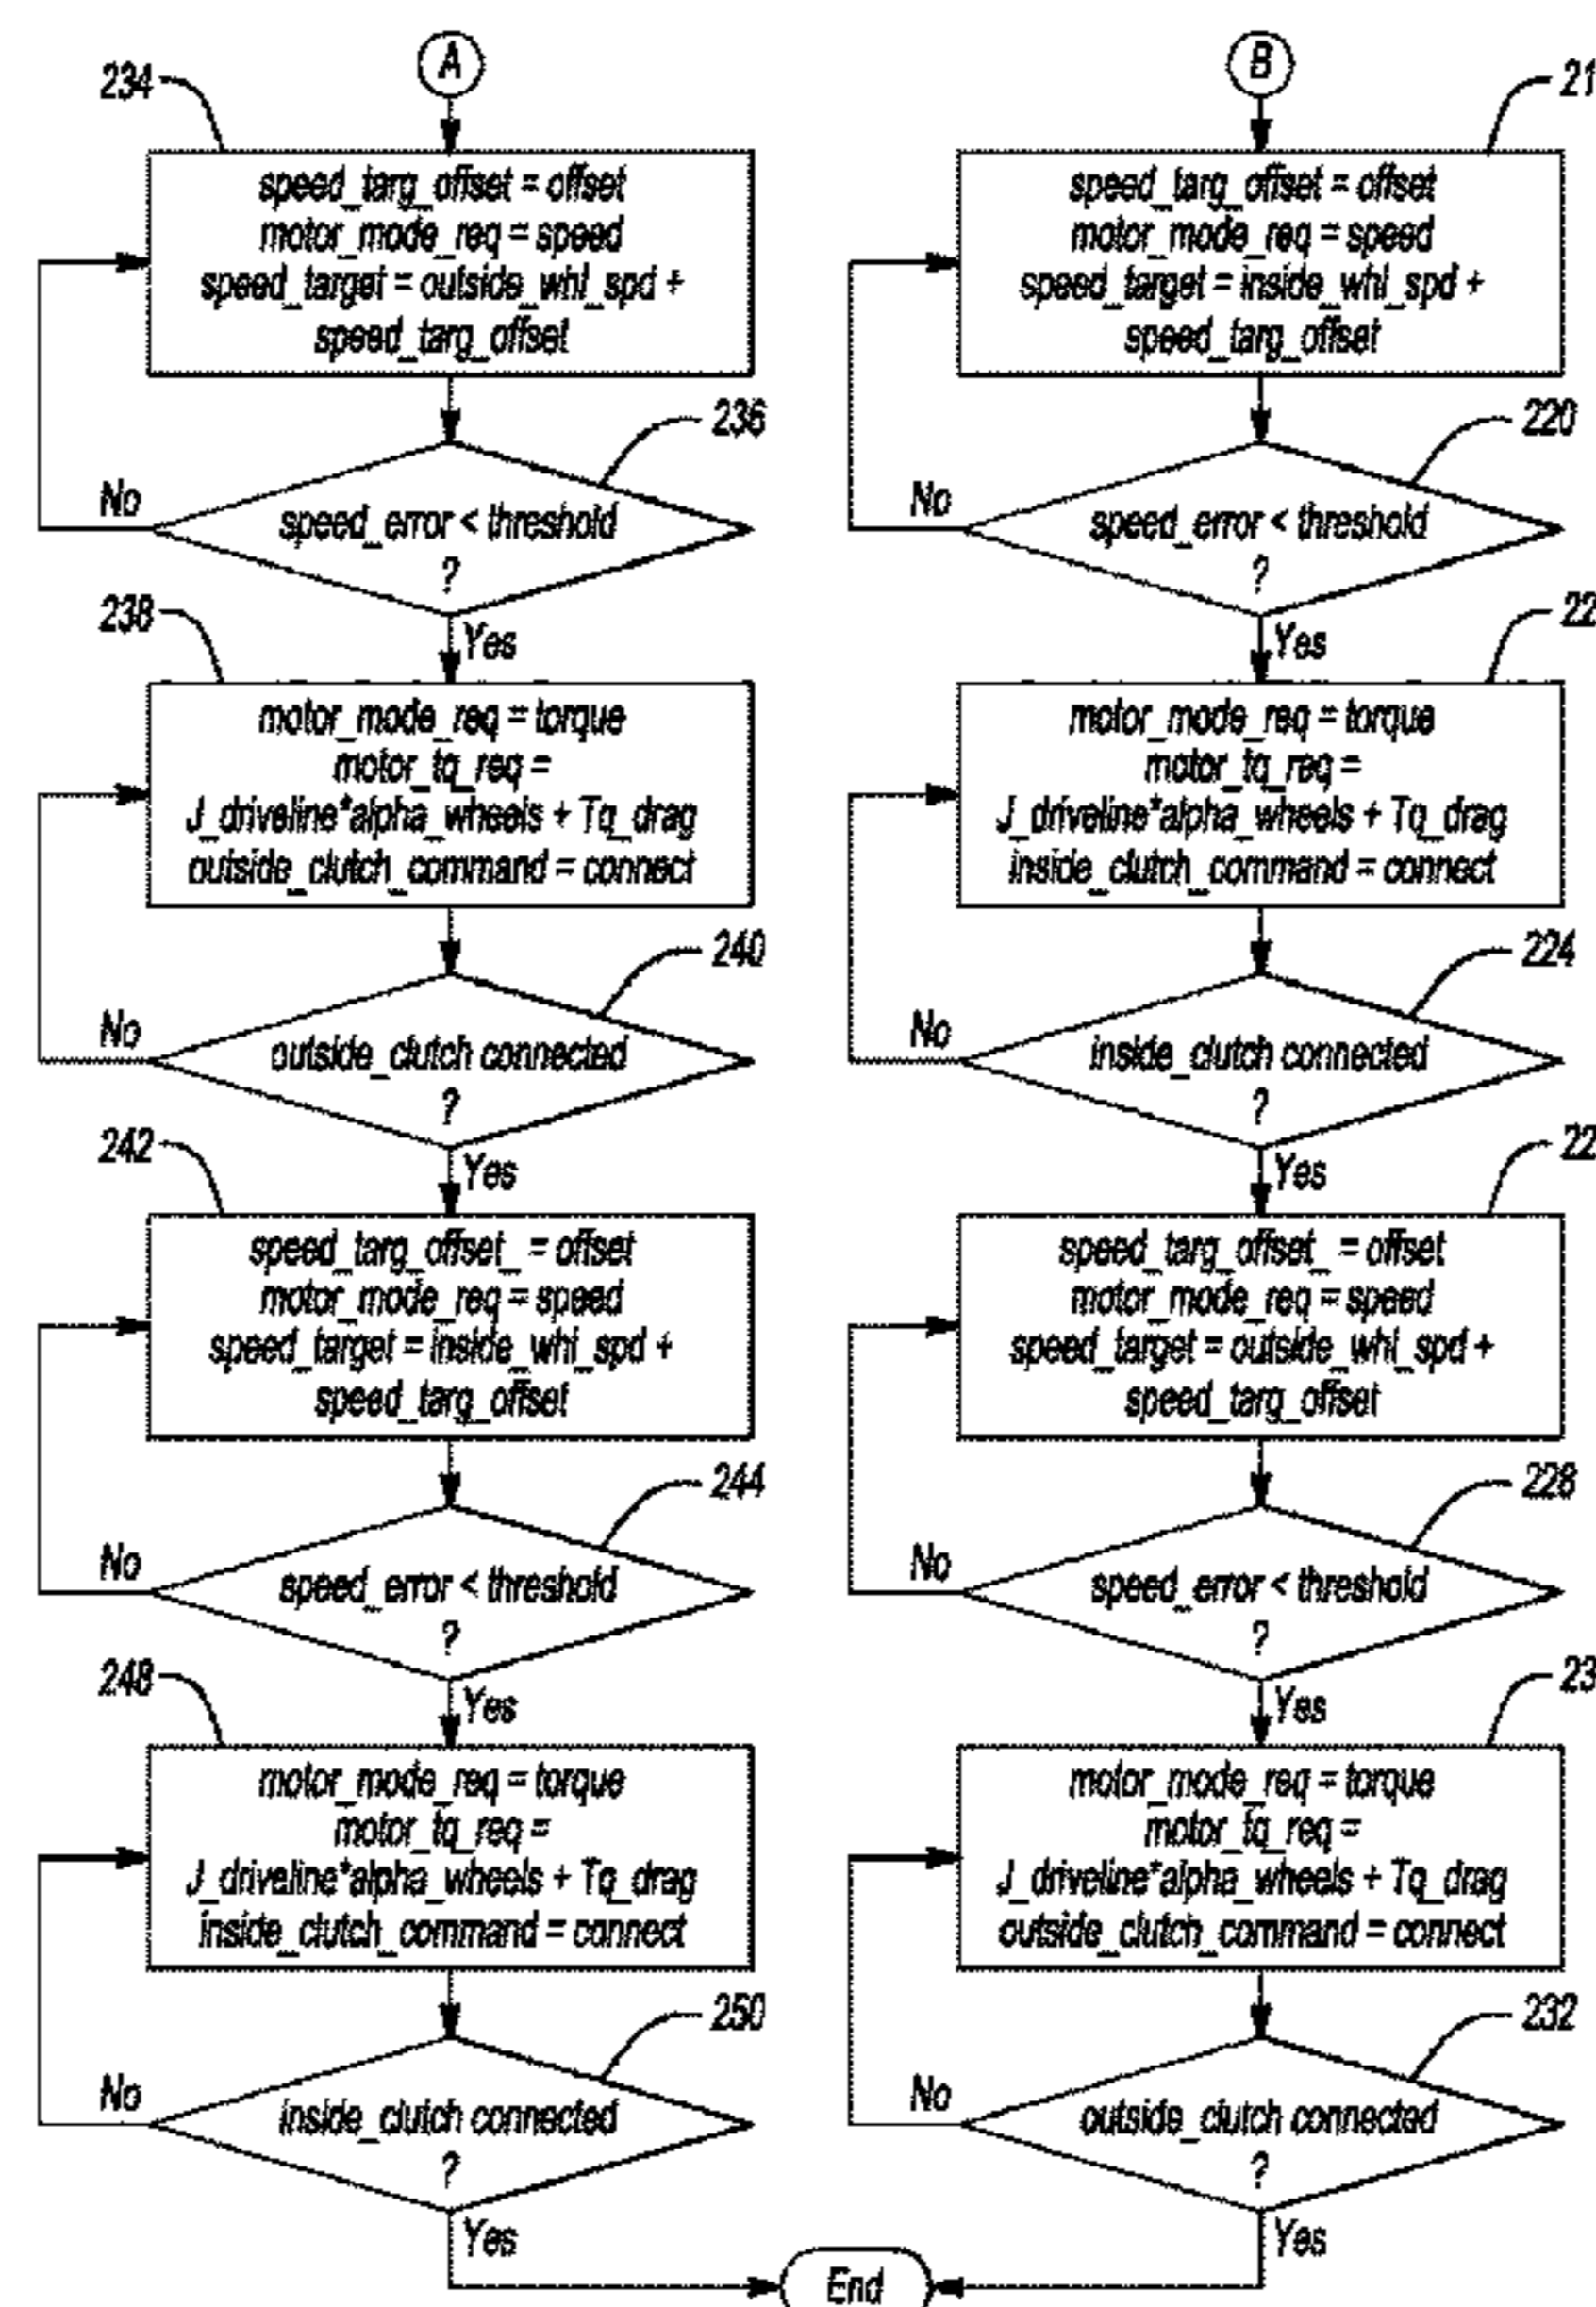 A
234
speed_targ_offset = offset
motor_mode_req = speed
speed_target = outside_whl_spd +
speed_targ_offset
236
speed_error < threshold
?
No
Yes
238
motor_mode_req = torque
motor_tq_req =
J_driveline*alpha_wheels + Tq_drag
outside_clutch_command = connect
240
outside_clutch connected
?
No
Yes
242
speed_targ_offset_ = offset
motor_mode_req = speed
speed_target = inside_whl_spd +
speed_targ_offset
244
speed_error < threshold
?
No
Yes
248
motor_mode_req = torque
motor_tq_req =
J_driveline*alpha_wheels + Tq_drag
inside_clutch_command = connect
250
inside_clutch connected
?
No
Yes
B
21
speed_targ_offset = offset
motor_mode_req = speed
speed_target = inside_whl_spd +
speed_targ_offset
220
speed_error < threshold
?
No
Yes
22
motor_mode_req = torque
motor_tq_req =
J_driveline*alpha_wheels + Tq_drag
inside_clutch_command = connect
224
inside_clutch connected
?
No
Yes
22
speed_targ_offset_ = offset
motor_mode_req = speed
speed_target = outside_whl_spd +
speed_targ_offset
228
speed_error < threshold
?
No
Yes
23
motor_mode_req = torque
motor_tq_req =
J_driveline*alpha_wheels + Tq_drag
outside_clutch_command = connect
232
outside_clutch connected
?
No
Yes
End